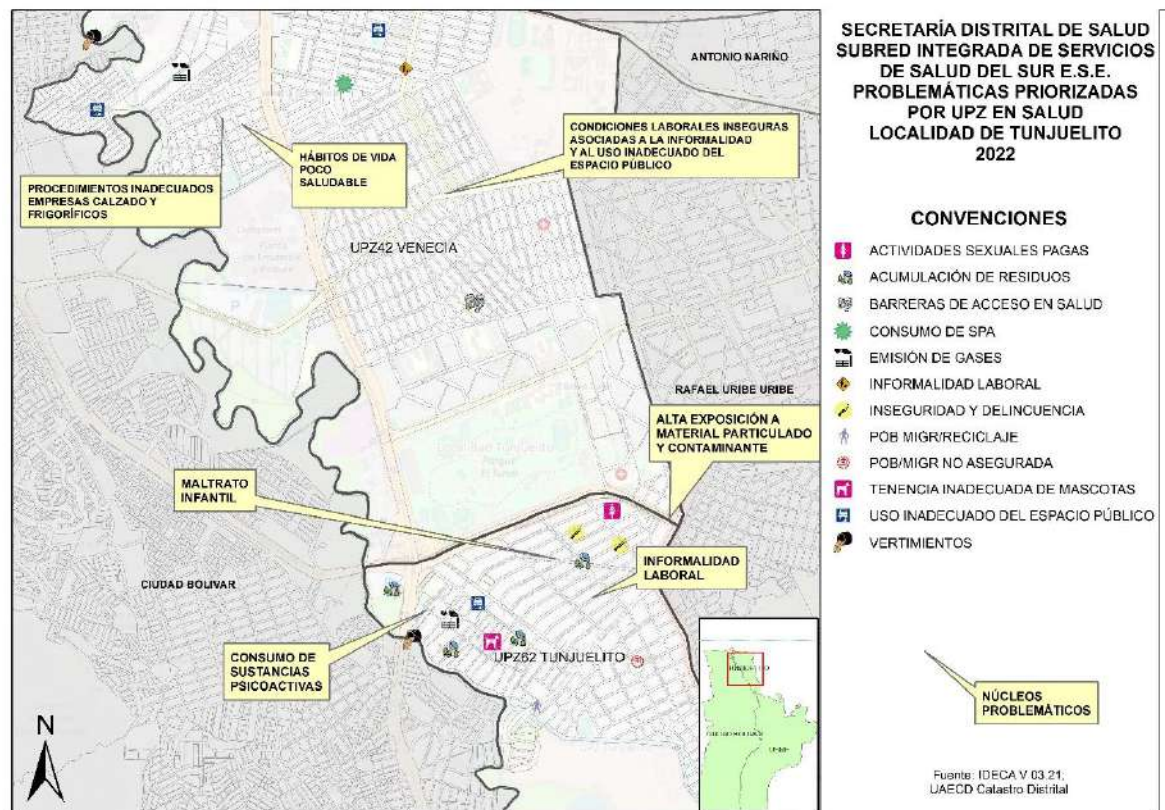 SECRETARÍA DISTRITAL DE SALUD
SUBRED INTEGRADA DE SERVICIOS
DE SALUD DEL SUR E.S.E.
PROBLEMÁTICAS PRIORIZADAS
POR UPZ EN SALUD
LOCALIDAD DE TUNJUELITO
2022
ANTONIO NARIÑO
CONDICIONES LABORALES INSEGURAS
ASOCIADAS A LA INFORMALIDAD
Y AL USO INADECUADO DEL
ESPACIO PÚBLICO
HÁBITOS DE VIDA
POCO
SALUDABLE
PROCEDIMIENTOS INADECUADOS
EMPRESAS CALZADO Y
FRIGORÍFICOS
UPZ42 VENECIA
RAFAEL URIBE URIBE
ALTA EXPOSICIÓN A
MATERIAL PARTICULADO
Y CONTAMINANTE
MALTRATO
INFANTIL
INFORMALIDAD
LABORAL
CIUDAD BOLIVAR
CONSUMO DE
SUSTANCIAS
PSICOACTIVAS
UPZ62 TUNJUELITO
N
CONVENCIONES
ACTIVIDADES SEXUALES PAGAS
ACUMULACIÓN DE RESIDUOS
BARRERAS DE ACCESO EN SALUD
CONSUMO DE SPA
EMISIÓN DE GASES
INFORMALIDAD LABORAL
INSEGURIDAD Y DELINCUENCIA
POB MIGR/RECICLAJE
POB/MIGR NO ASEGURADA
TENENCIA INADECUADA DE MASCOTAS
USO INADECUADO DEL ESPACIO PÚBLICO
VERTIMIENTOS
NÚCLEOS
PROBLEMÁTICOS
Fuente: IDECA V 03.21;
UAECD Catastro Distrital